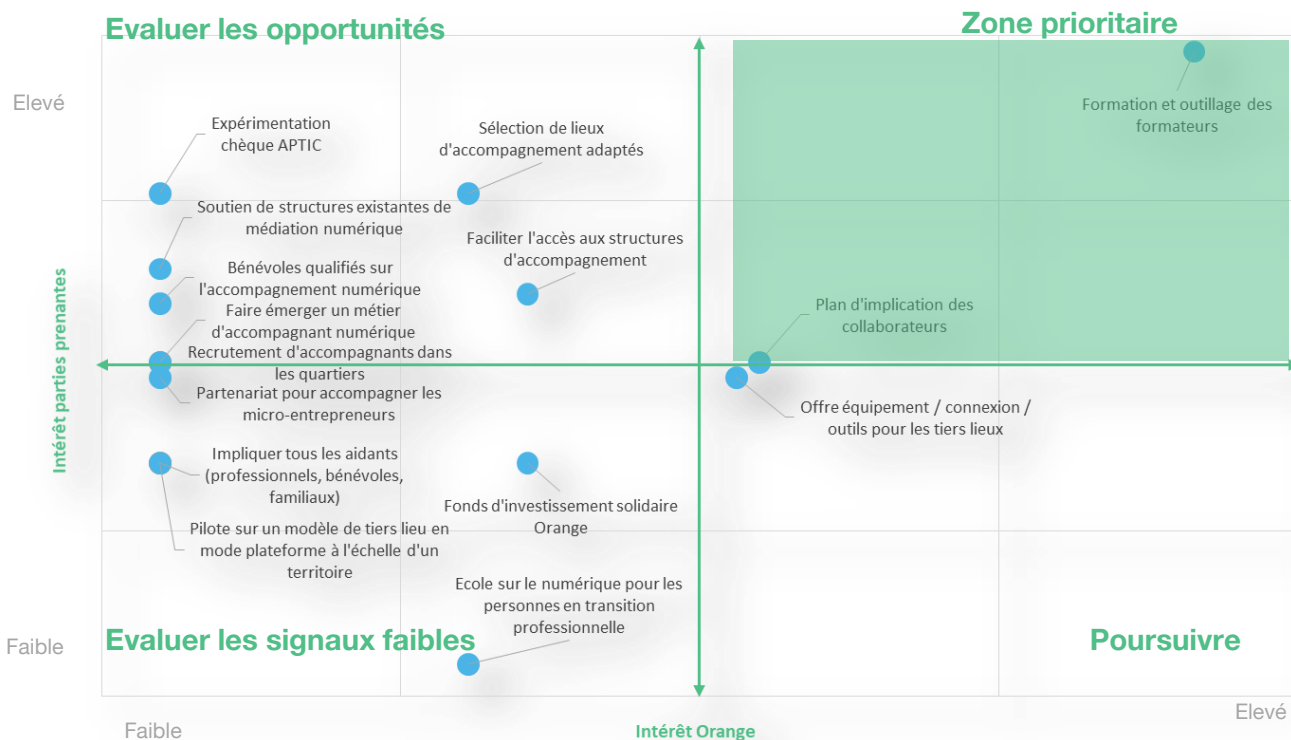 Evaluer les opportunités
Zone prioritaire
Elevé
Formation et outillage des
formateurs
Expérimentation
chèque APTIC
Sélection de lieux
d'accompagnement adaptés
Soutien de structures existantes de
médiation numérique
Faciliter l'accès aux structures
d'accompagnement
Bénévoles qualifiés sur
l'accompagnement numérique
Faire émerger un métier
d'accompagnant numérique
Plan d'implication des
collaborateurs
Recrutement d'accompagnants dans
les quartiers
Partenariat pour accompagner les
micro-entrepreneurs
Offre équipement / connexion /
outils pour les tiers lieux
Intérêt parties prenantes
Impliquer tous les aidants
(professionnels, bénévoles,
familiaux)
Fonds d'investissement solidaire
Orange
Pilote sur un modèle de tiers lieu en
mode plateforme à l'échelle d'un
territoire
Ecole sur le numérique pour les
personnes en transition
professionnelle
Faible
Evaluer les signaux faibles
Poursuivre
Faible
Intérêt Orange
Elevé